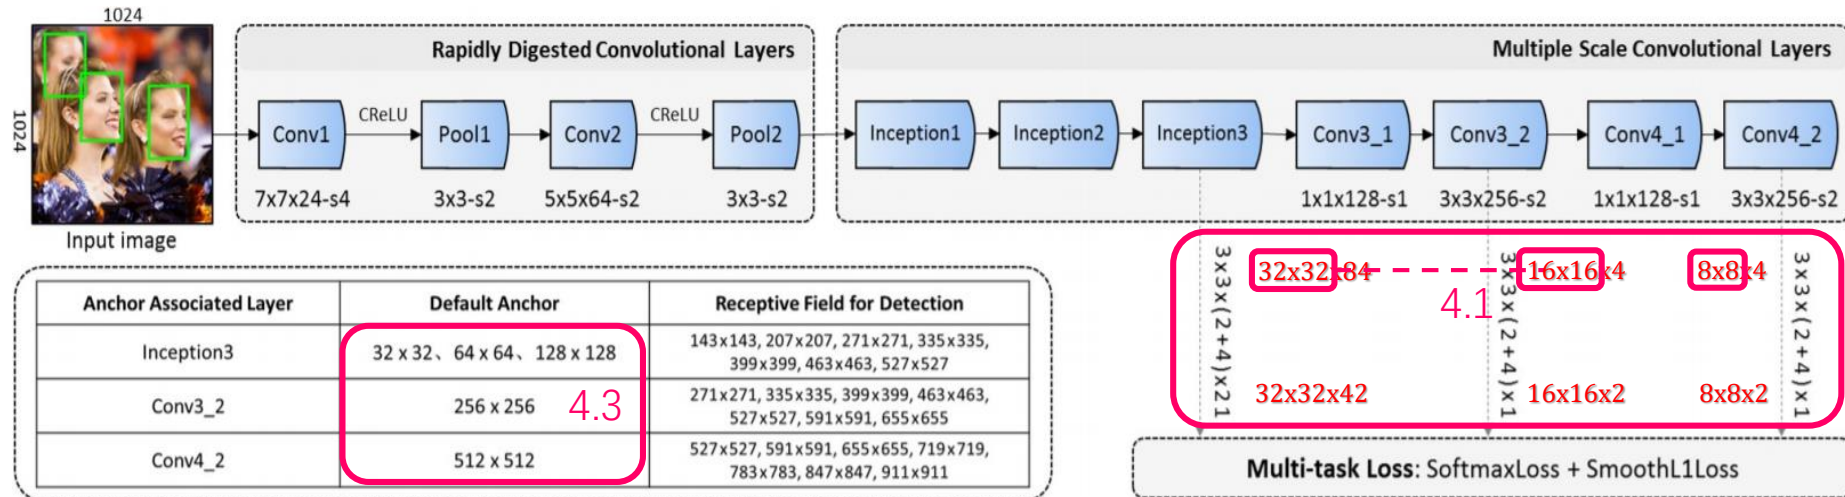 1024
1024
Input image
Rapidly Digested Convolutional Layers
Conv1
CReLU
Pool1
Conv2
CReLU
Pool2
7x7x24-s4
3x3-s2
5x5x64-s2
3x3-s2
Multiple Scale Convolutional Layers
Inception1
Inception2
Inception3
Conv3_1
Conv3_2
Conv4_1
Conv4_2
1x1x128-s1
3x3x256-s2
1x1x128-s1
3x3x256-s2
Anchor Associated Layer
Default Anchor
Receptive Field for Detection
Inception3
32 x 32、64 x 64、128 x 128
143x143, 207x207, 271x271, 335x335,
399x399, 463x463, 527x527
Conv3_2
256 x 256
4.3
271x271, 335x335, 399x399, 463x463,
527x527, 591x591, 655x655
Conv4_2
512 x 512
527x527, 591x591, 655x655, 719x719,
783x783, 847x847, 911x911
3x3x(2+4)x21
32x32x84
4.1
3x3x(2+4)x1
16x16x4
8x8x4
3x3x(2+4)x1
32x32x42
16x16x2
8x8x2
Multi-task Loss: SoftmaxLoss + SmoothL1Loss